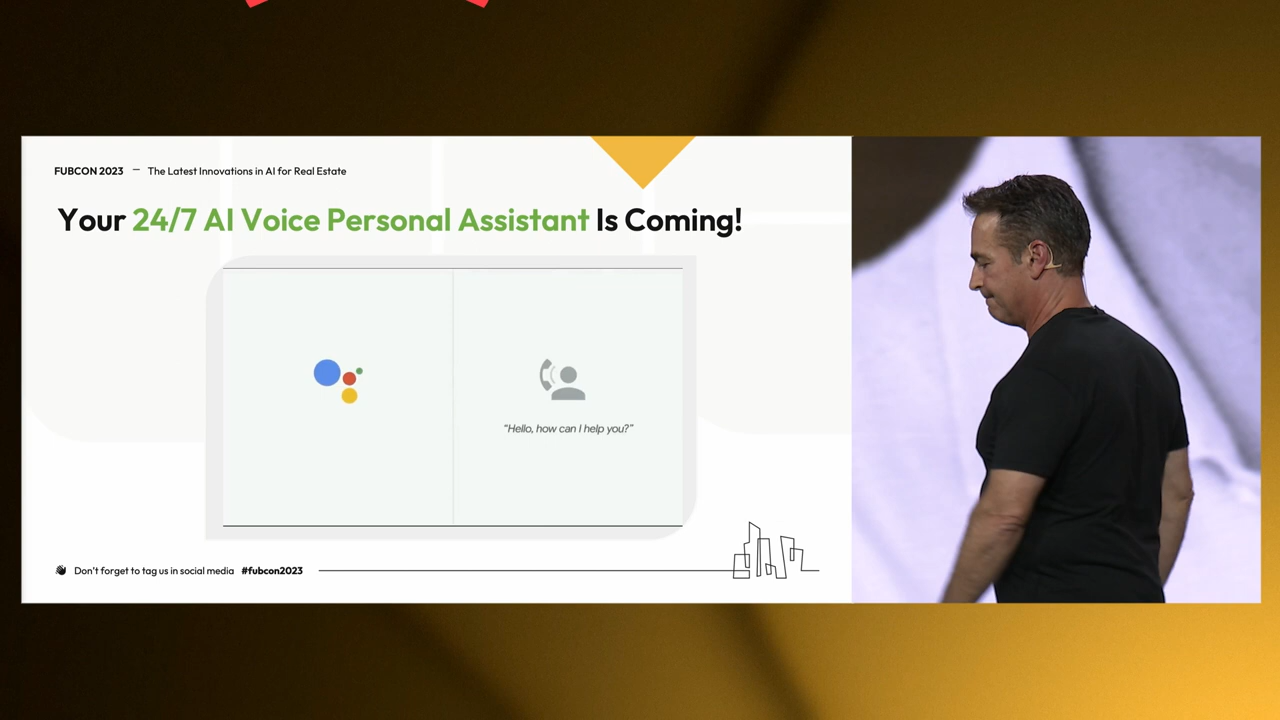 FUBCON 2023 — The Latest Innovations in AI for Real Estate
Your 24/7 AI Voice Personal Assistant Is Coming!
“Hello, how can I help you?”
Don’t forget to tag us in social media #fubcon2023